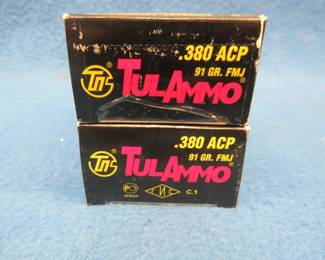 .380 ACP
91 GR. FMJ
TULAMMO®
.380 ACP
91 GR. FMJ
TULAMMO®
C.1